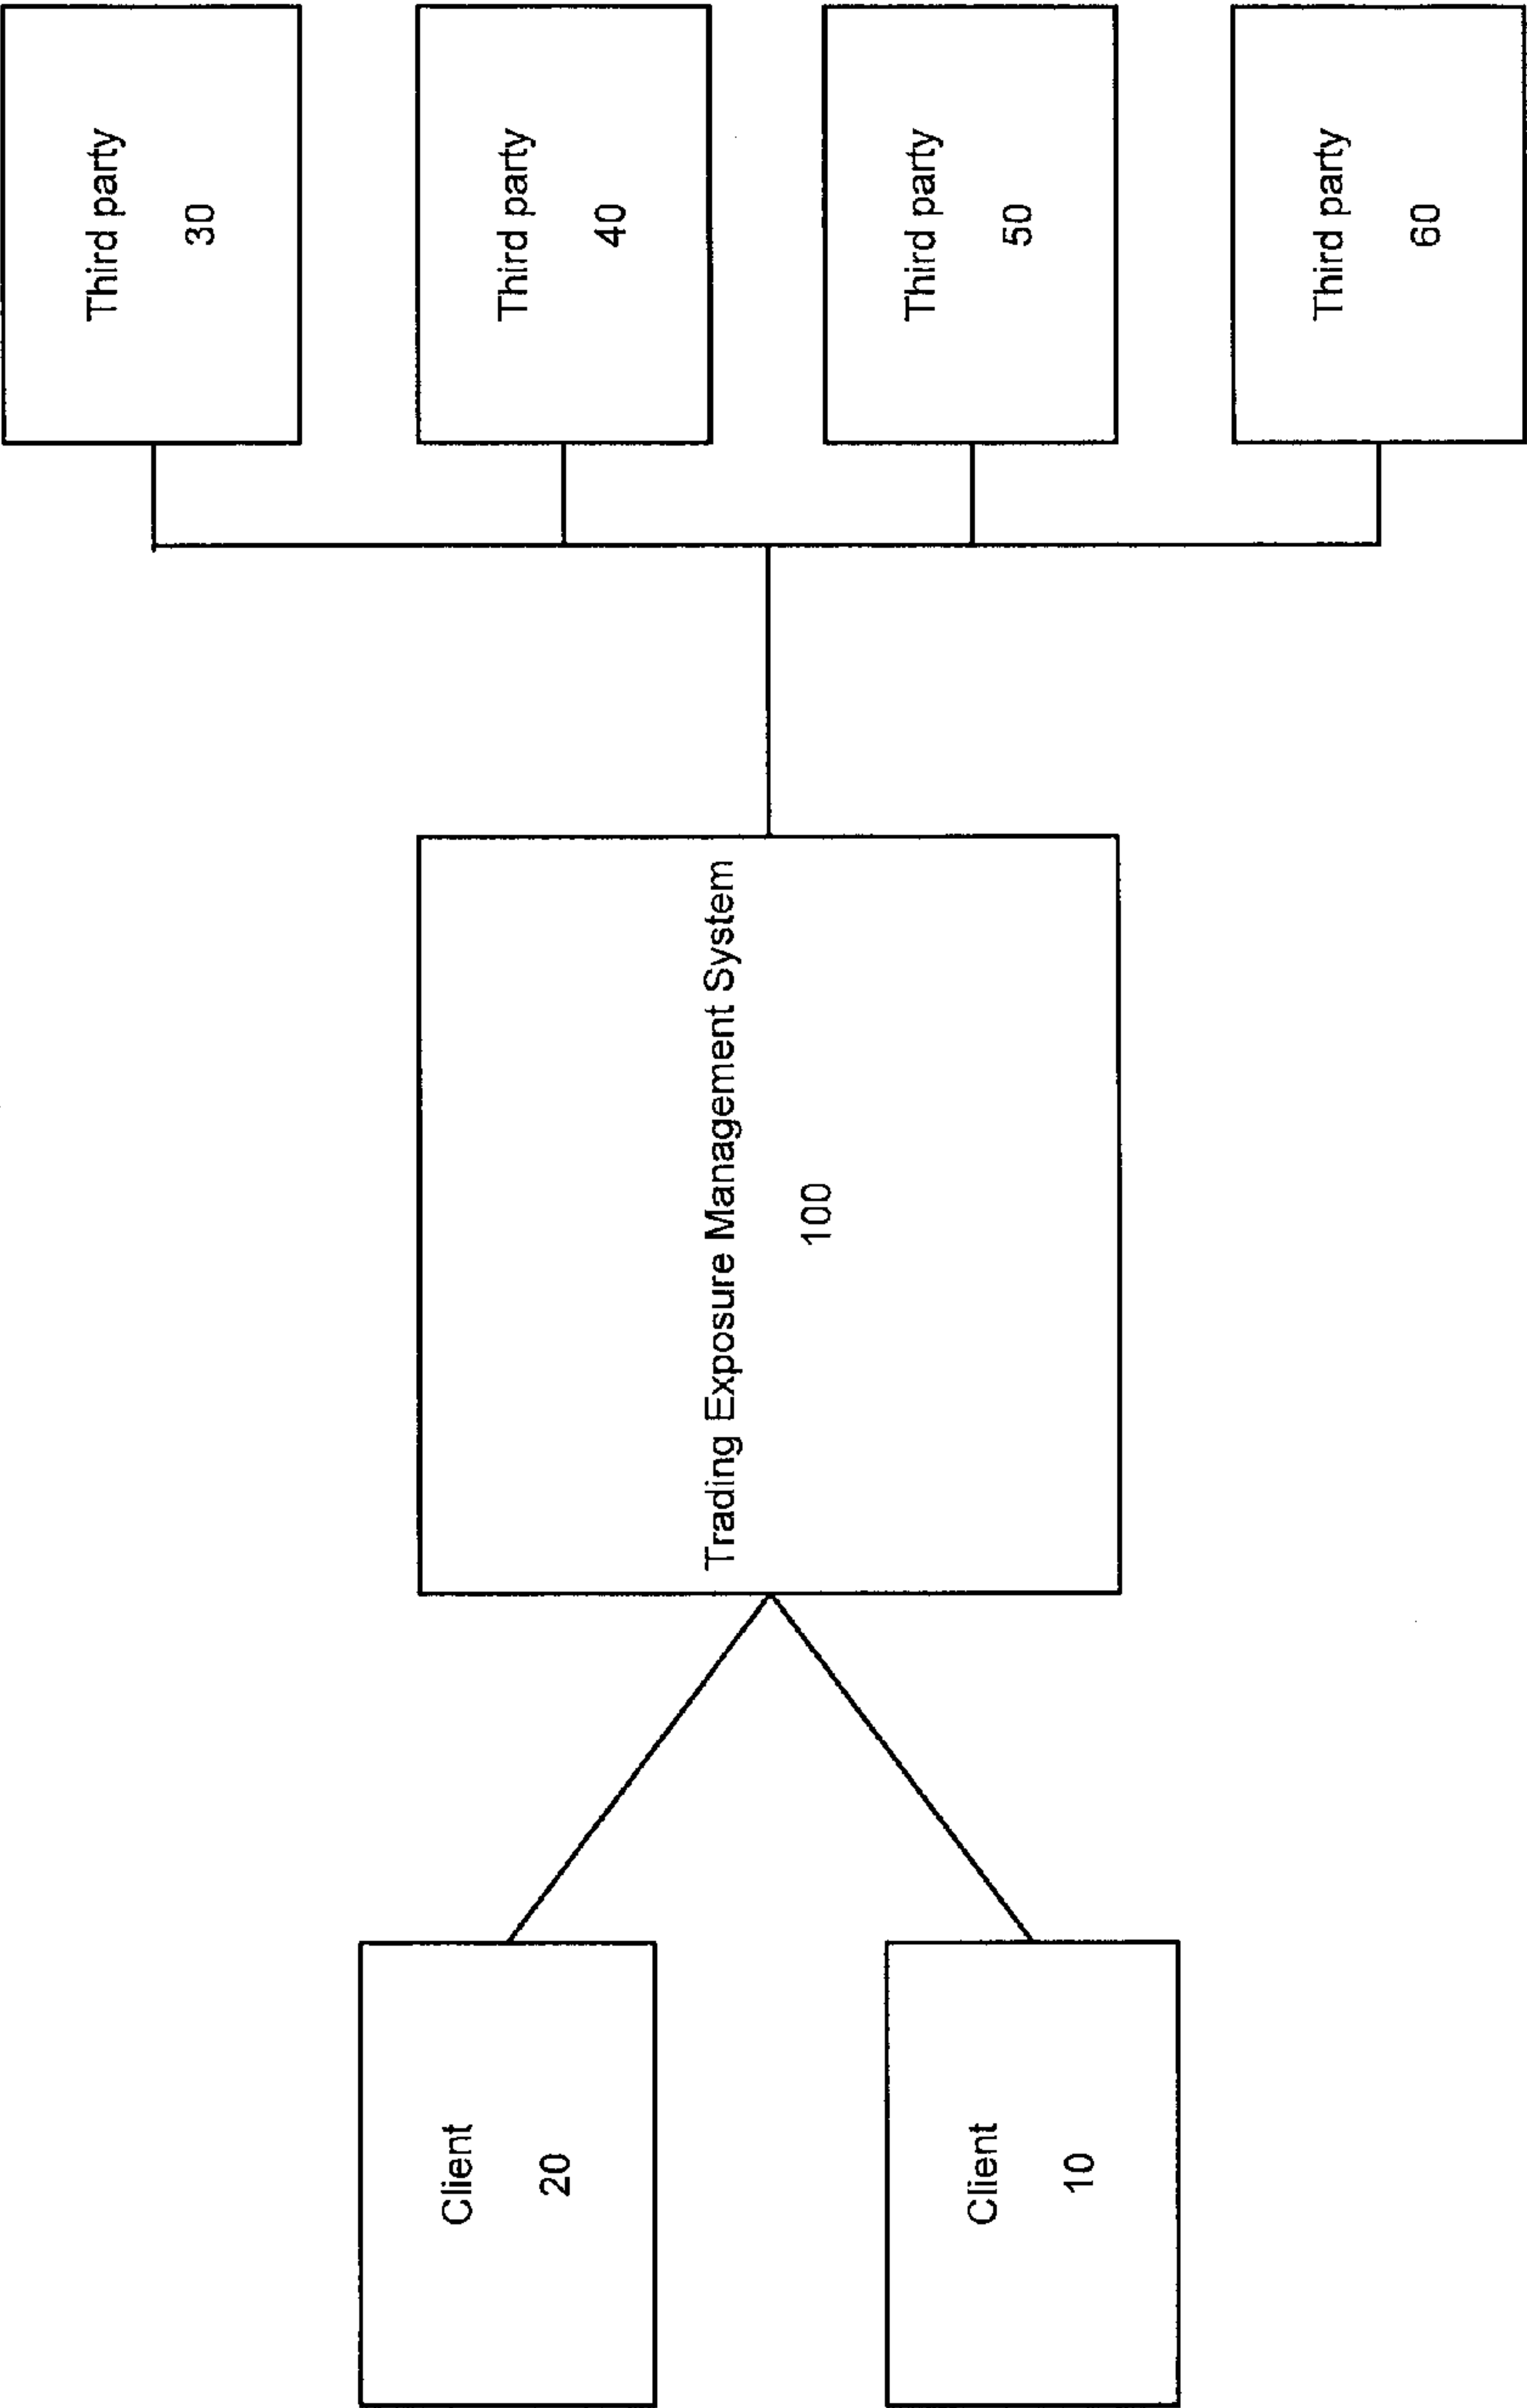 Third party
30
Third party
40
Third party
50
Third party
60
Trading Exposure Management System
100
Client
20
Client
10